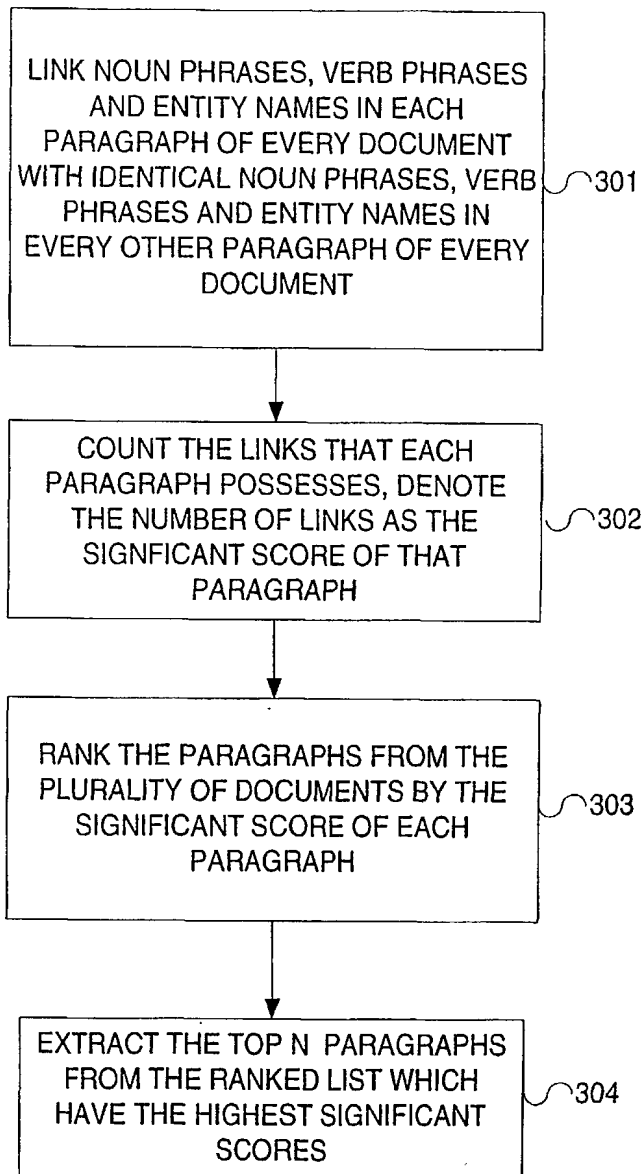 LINK NOUN PHRASES, VERB PHRASES
AND ENTITY NAMES IN EACH
PARAGRAPH OF EVERY DOCUMENT
WITH IDENTICAL NOUN PHRASES, VERB
PHRASES AND ENTITY NAMES IN
EVERY OTHER PARAGRAPH OF EVERY
DOCUMENT
301
COUNT THE LINKS THAT EACH
PARAGRAPH POSSESSES, DENOTE
THE NUMBER OF LINKS AS THE
SIGNFICANT SCORE OF THAT
PARAGRAPH
302
RANK THE PARAGRAPHS FROM THE
PLURALITY OF DOCUMENTS BY THE
SIGNIFICANT SCORE OF EACH
PARAGRAPH
303
EXTRACT THE TOP N PARAGRAPHS
FROM THE RANKED LIST WHICH
HAVE THE HIGHEST SIGNIFICANT
SCORES
304